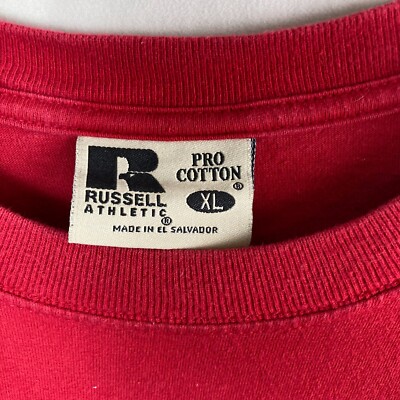 R
PRO
COTTON®
RUSSELL
ATHLETIC®
XL
MADE IN EL SALVADOR